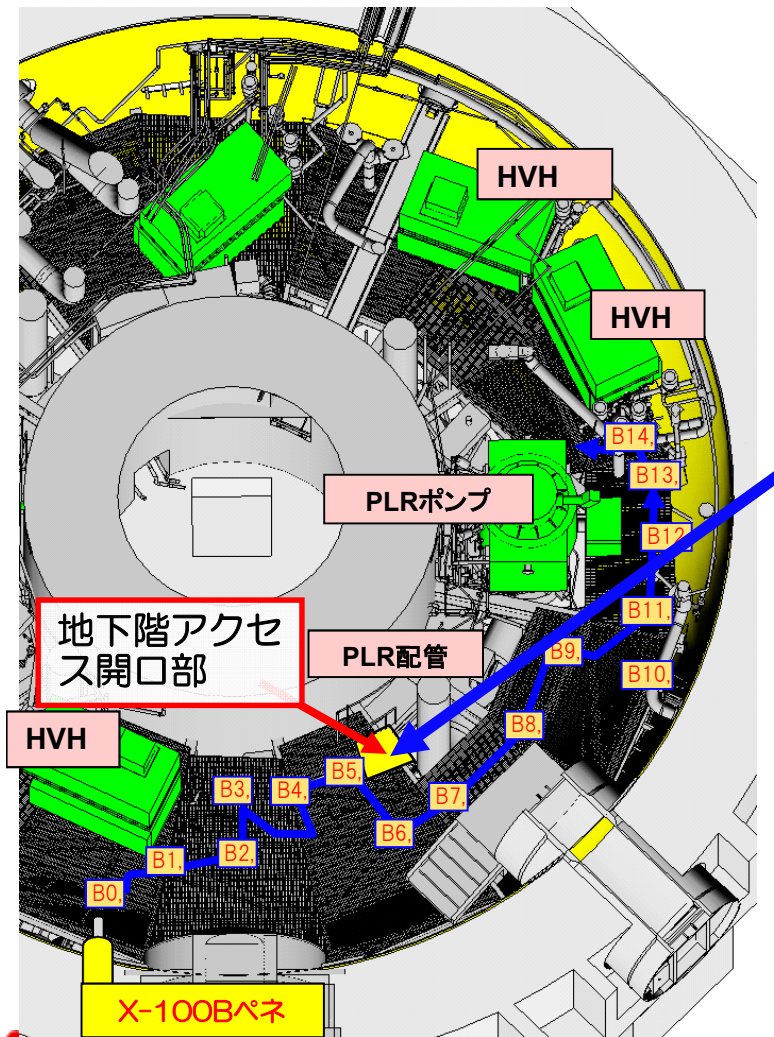 HVH
HVH
B14,
B13,
PLRポンプ
B12
地下階アクセ
ス開口部
B11,
B9,
PLR配管
B10,
B8,
HVH
B5,
B3,
B4,
B7,
B6,
B2,
B1,
B0,
X-100Bペネ